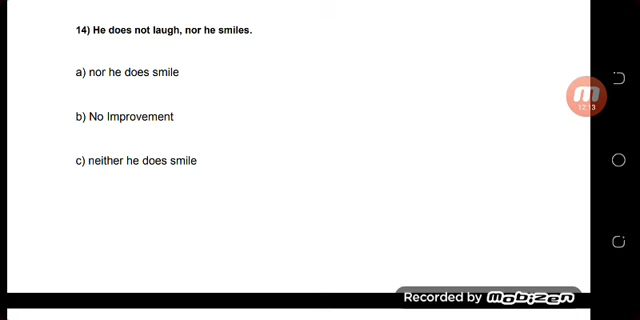 14) He does not laugh, nor he smiles.
a) nor he does smile
b) No Improvement
c) neither he does smile
12:13
Recorded by mobizen